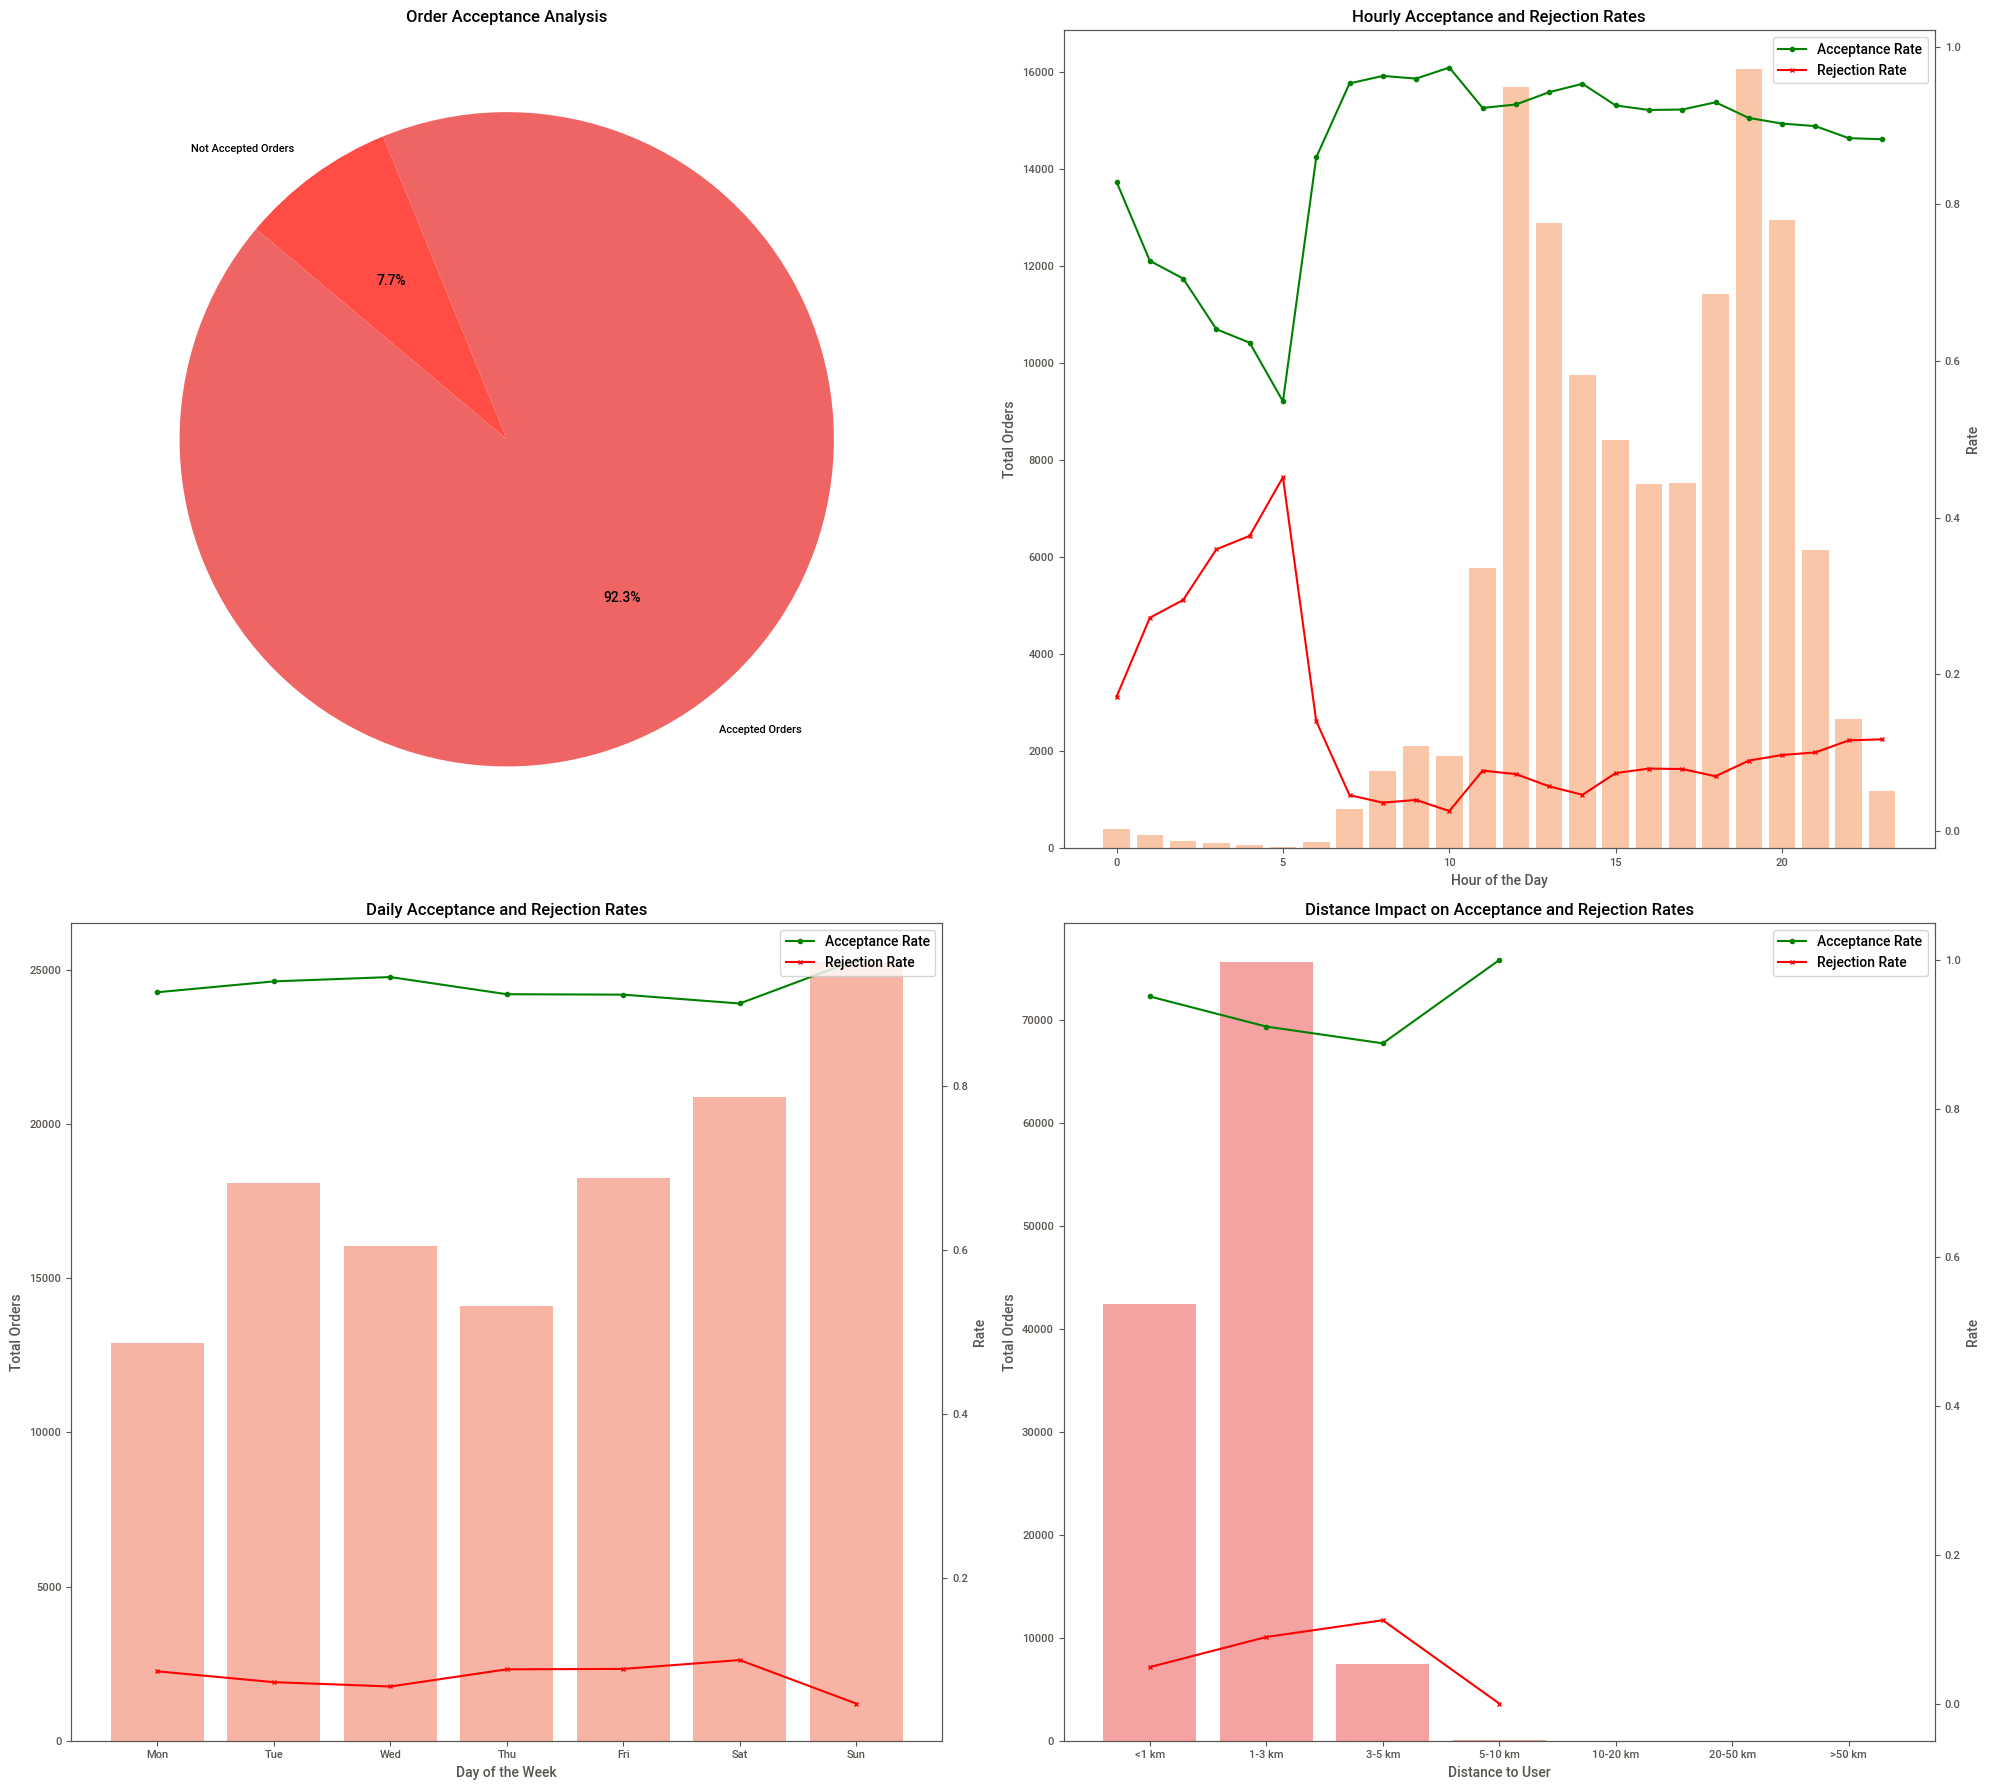 Order Acceptance Analysis
Not Accepted Orders
7.7%
92.3%
Accepted Orders
Hourly Acceptance and Rejection Rates
Acceptance Rate
Rejection Rate
16000
14000
12000
10000
8000
6000
4000
2000
0
Total Orders
1.0
0.8
0.6
0.4
0.2
0.0
Rate
0 5 10 15 20
Hour of the Day
Daily Acceptance and Rejection Rates
Acceptance Rate
Rejection Rate
25000
20000
15000
10000
5000
0
Total Orders
0.8
0.6
0.4
0.2
Rate
Mon Tue Wed Thu Fri Sat Sun
Day of the Week
Distance Impact on Acceptance and Rejection Rates
Acceptance Rate
Rejection Rate
70000
60000
50000
40000
30000
20000
10000
0
Total Orders
1.0
0.8
0.6
0.4
0.2
0.0
Rate
<1 km 1-3 km 3-5 km 5-10 km 10-20 km 20-50 km >50 km
Distance to User